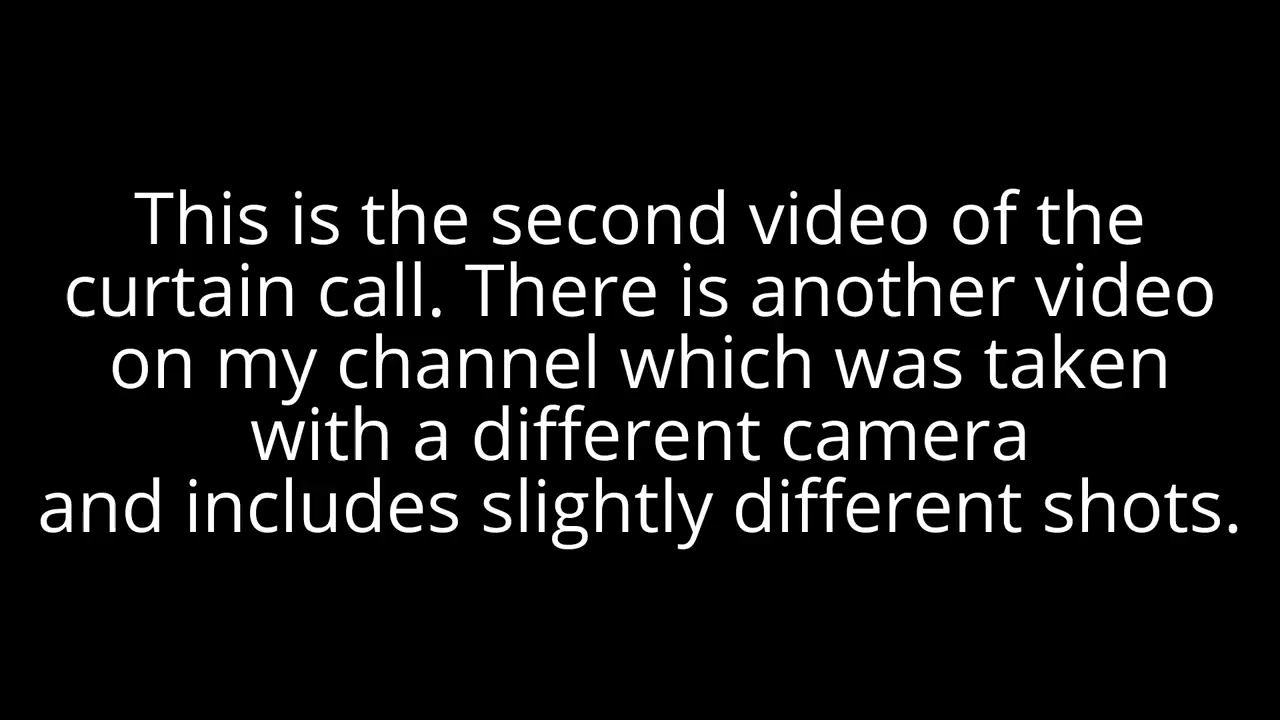 This is the second video of the
curtain call. There is another video
on my channel which was taken
with a different camera
and includes slightly different shots.